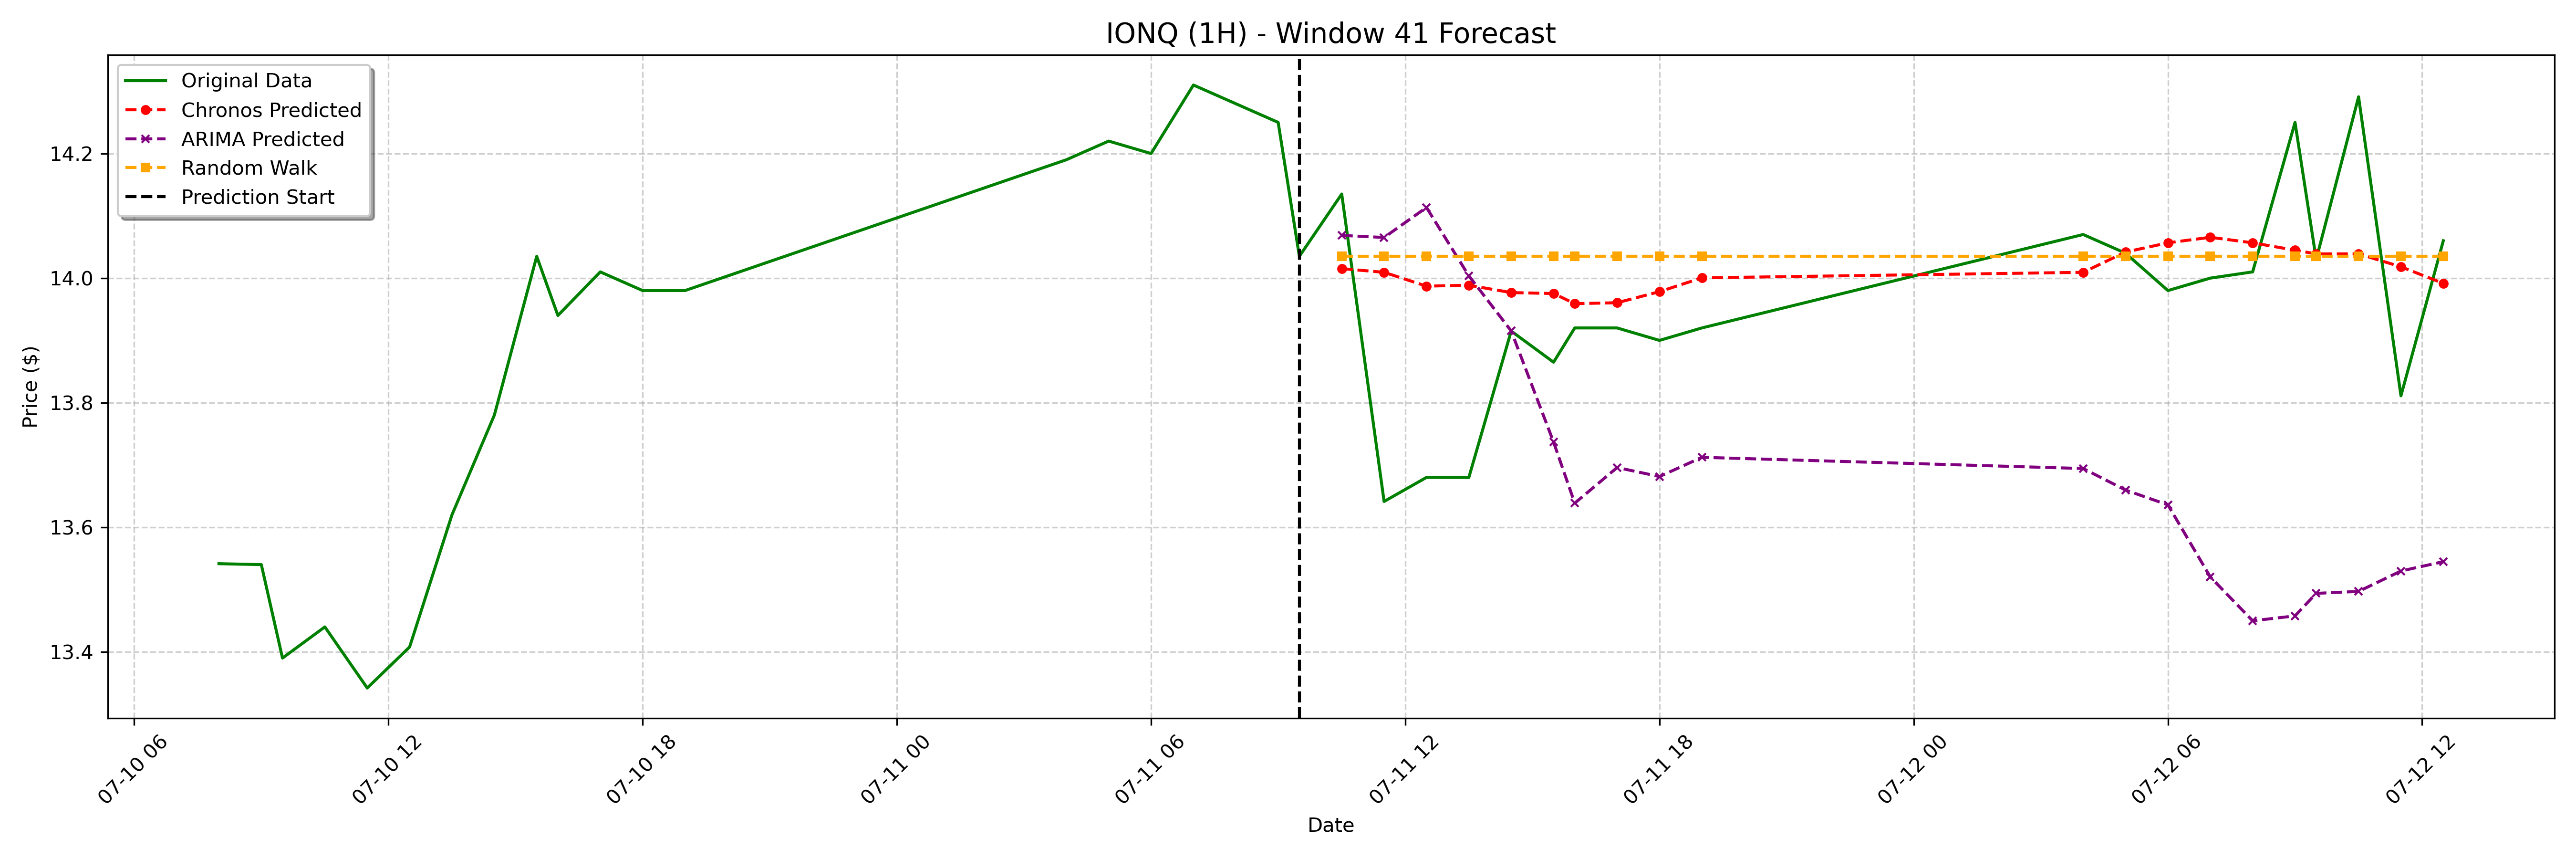 IONQ (1H) - Window 41 Forecast
Original Data
Chronos Predicted
ARIMA Predicted
Random Walk
Prediction Start
Price ($)
14.2
14.0
13.8
13.6
13.4
07-10 06
07-10 12
07-10 18
07-11 00
07-11 06
07-11 12
07-11 18
07-12 00
07-12 06
07-12 12
Date